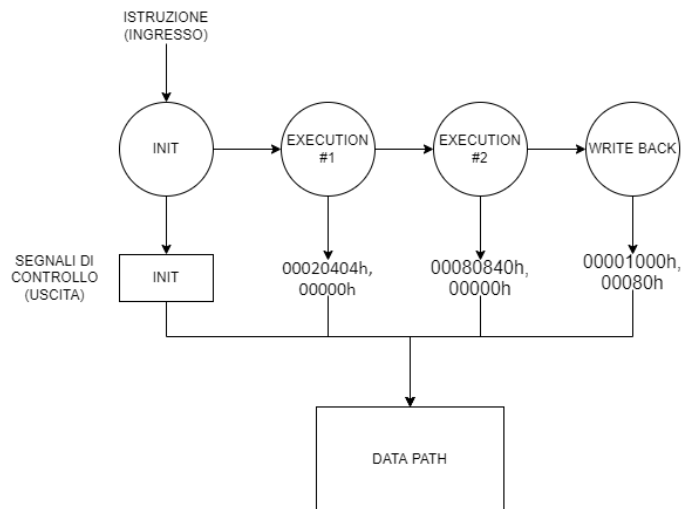 ISTRUZIONE
(INGRESSO)
INIT
EXECUTION
#1
EXECUTION
#2
WRITE BACK
SEGNALI DI
CONTROLLO
(USCITA)
INIT
00020404h,
00000h
00080840h,
00000h
00001000h,
00080h
DATA PATH